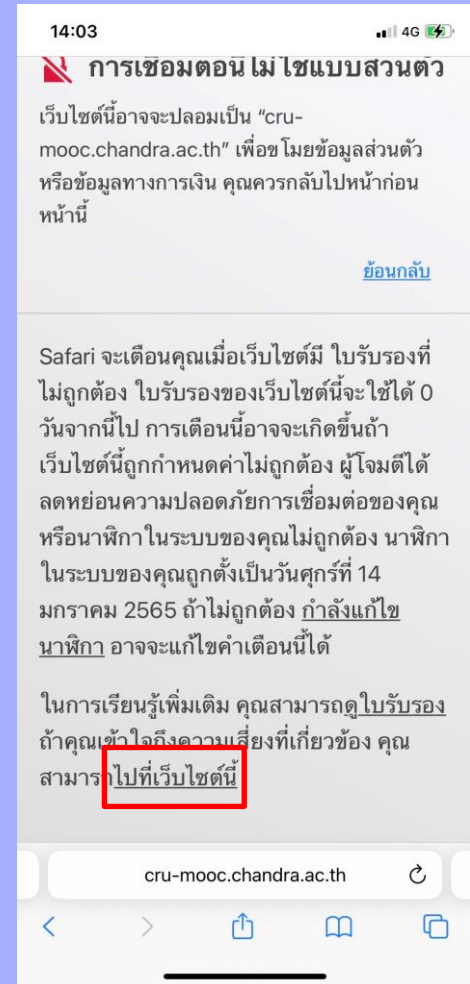 14:03
4G
การเชื่อมต่อนี้ไม่ใช่แบบส่วนตัว
เว็บไซต์นี้อาจจะปลอมเป็น “cru-
mooc.chandra.ac.th” เพื่อขโมยข้อมูลส่วนตัว
หรือข้อมูลทางการเงิน คุณควรกลับไปหน้าก่อน
หน้านี้
ย้อนกลับ
Safari จะเตือนคุณเมื่อเว็บไซต์มี ใบรับรองที่
ไม่ถูกต้อง ใบรับรองของเว็บไซต์นี้จะใช้ได้ 0
วันจากนี้ไป การเตือนนี้อาจจะเกิดขึ้นถ้า
เว็บไซต์นี้ถูกกำหนดค่าไม่ถูกต้อง ผู้โจมตีได้
ลดหย่อนความปลอดภัยการเชื่อมต่อของคุณ
หรือนาฬิกาในระบบของคุณไม่ถูกต้อง นาฬิกา
ในระบบของคุณถูกตั้งเป็นวันศุกร์ที่ 14
มกราคม 2565 ถ้าไม่ถูกต้อง กำลังแก้ไข
นาฬิกา อาจจะแก้ไขคำเตือนนี้ได้
ในการเรียนรู้เพิ่มเติม คุณสามารถดูใบรับรอง
ถ้าคุณเข้าใจถึงความเสี่ยงที่เกี่ยวข้อง คุณ
สามารถไปที่เว็บไซต์นี้
cru-mooc.chandra.ac.th